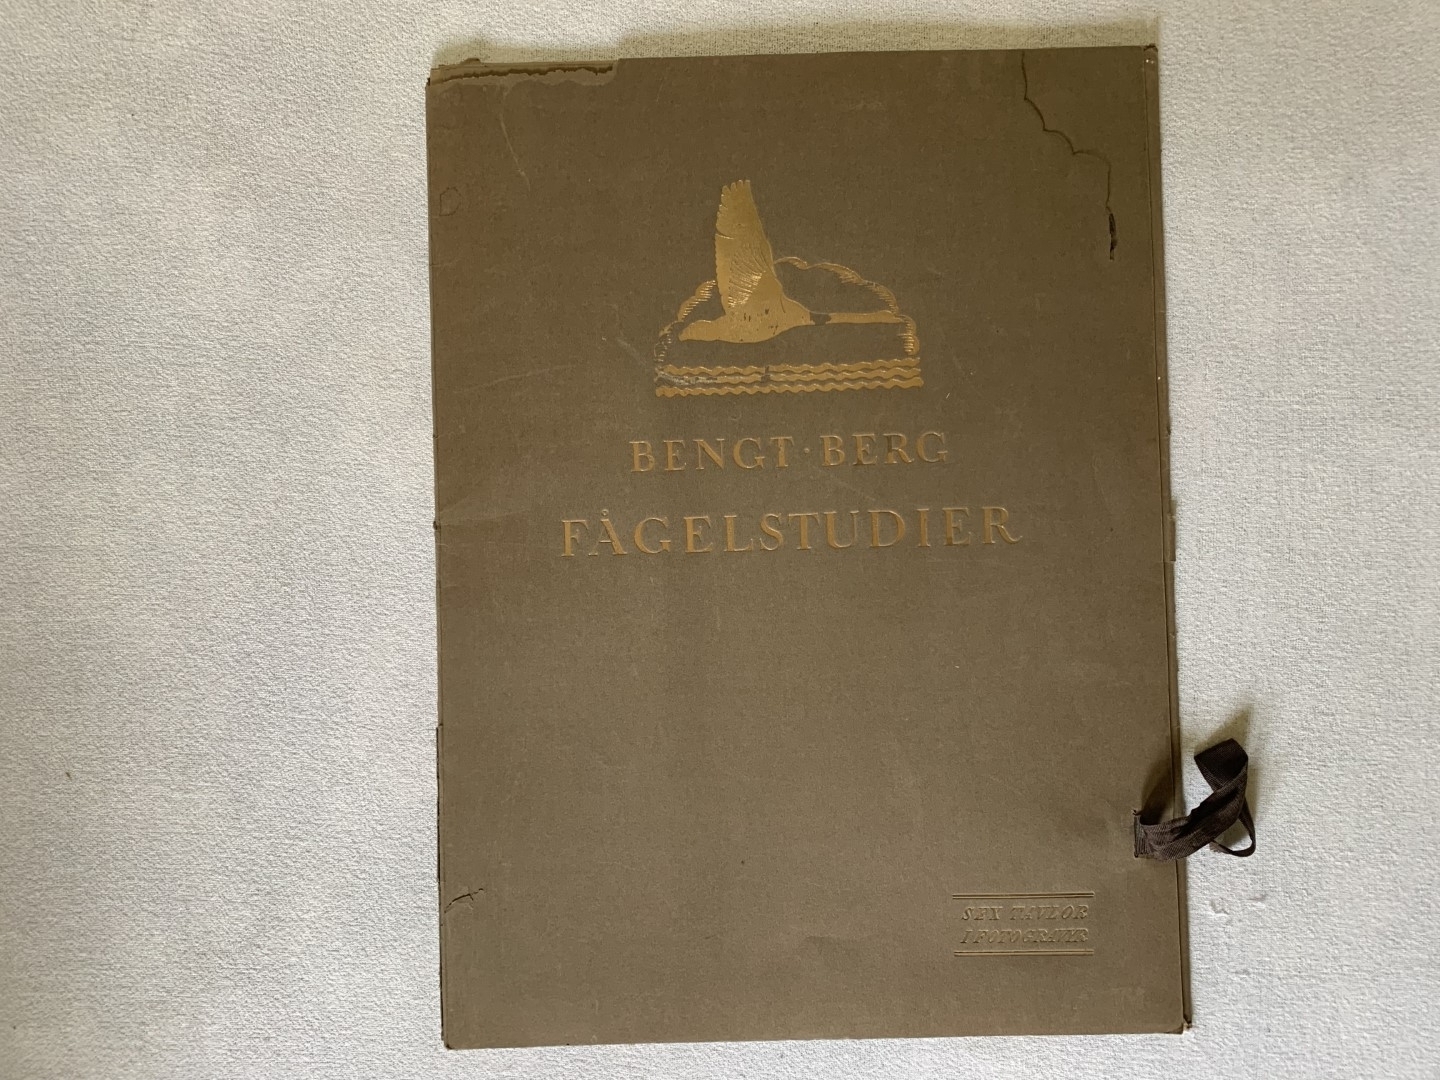 BENGT · BERG
FÅGELSTUDIER
SEX TAVLOR
I FOTOGRAVYR